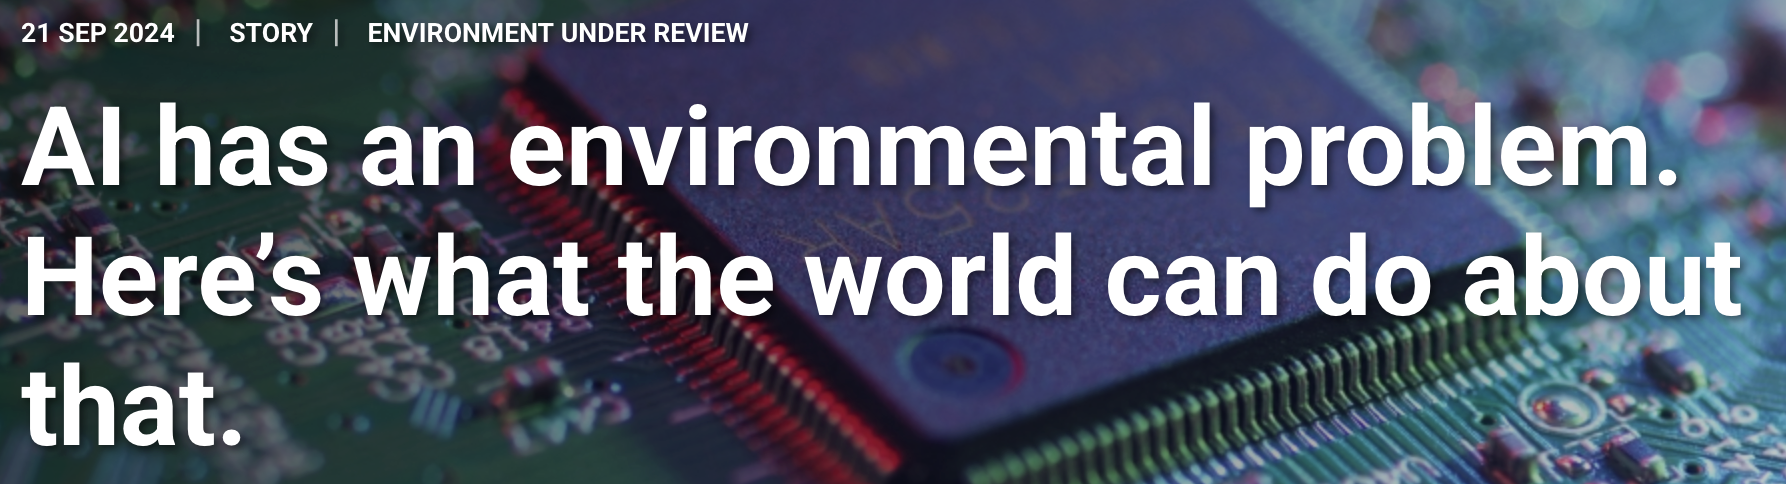 21 SEP 2024 | STORY | ENVIRONMENT UNDER REVIEW
AI has an environmental problem.
Here’s what the world can do about
that.